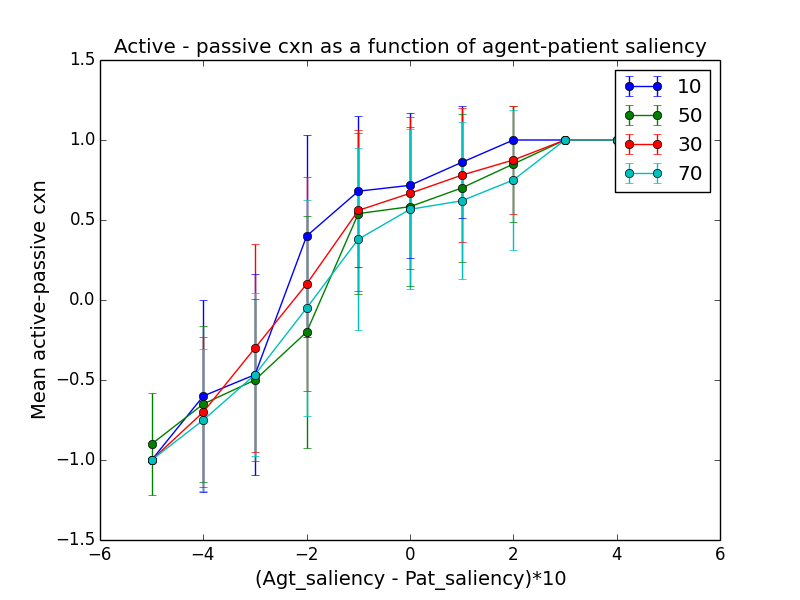 Active - passive cxn as a function of agent-patient saliency
1.5
1.0
0.5
0.0
−0.5
−1.0
−1.5
Mean active-passive cxn
10
50
30
70
−6 −4 −2 0 2 4 6
(Agt_saliency - Pat_saliency)*10